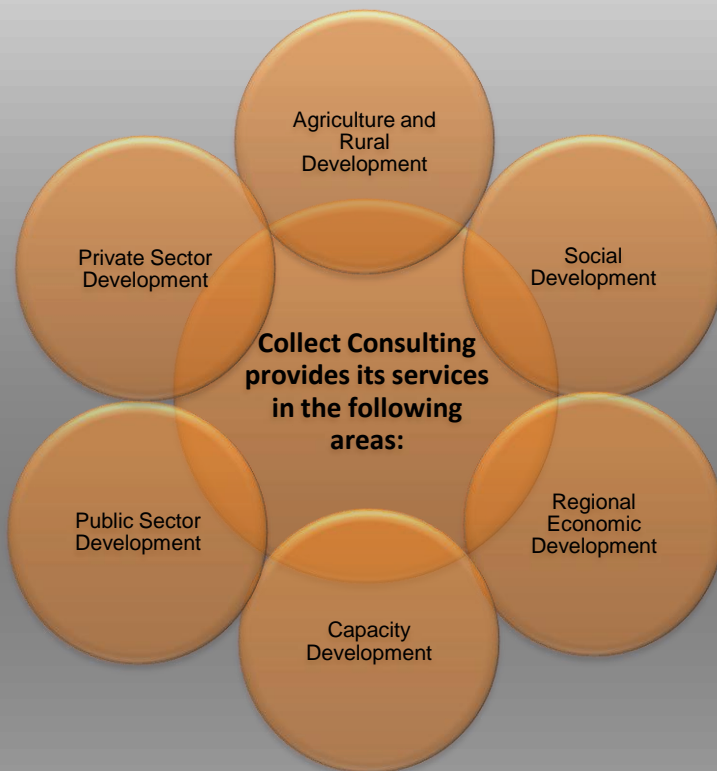 Collect Consulting
provides its services
in the following
areas:
Agriculture and
Rural
Development
Social
Development
Regional
Economic
Development
Capacity
Development
Public Sector
Development
Private Sector
Development